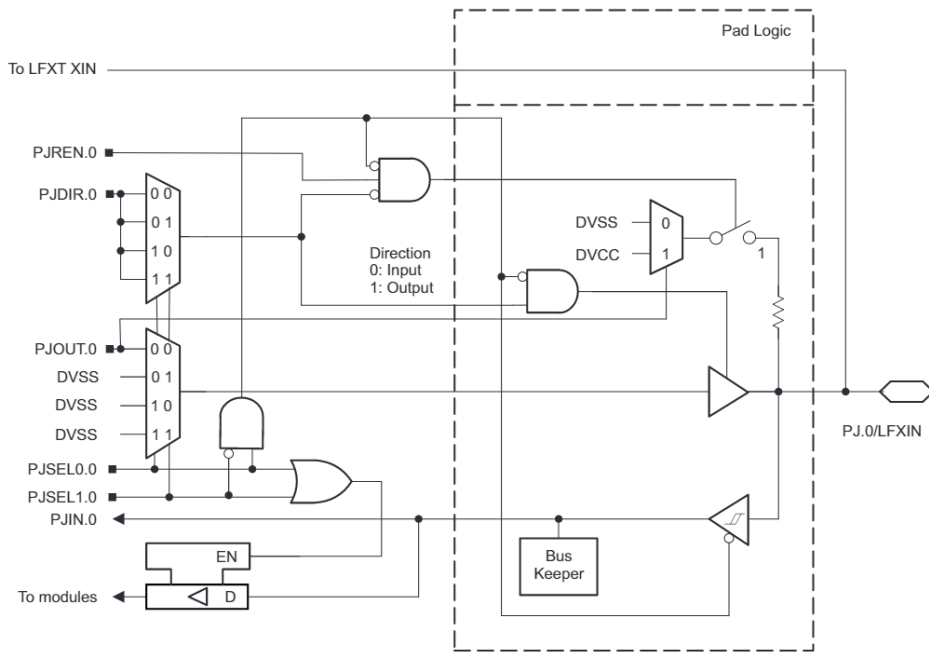 Pad Logic
To LFXT XIN
PJREN.0
PJDIR.0
0 0
0 1
1 0
1 1
Direction
0: Input
1: Output
DVSS
0
DVCC
1
1
PJOUT.0
0 0
DVSS
0 1
DVSS
1 0
DVSS
1 1
PJ.0/LFXIN
PJSEL0.0
PJSEL1.0
PJIN.0
EN
Bus
Keeper
To modules
D